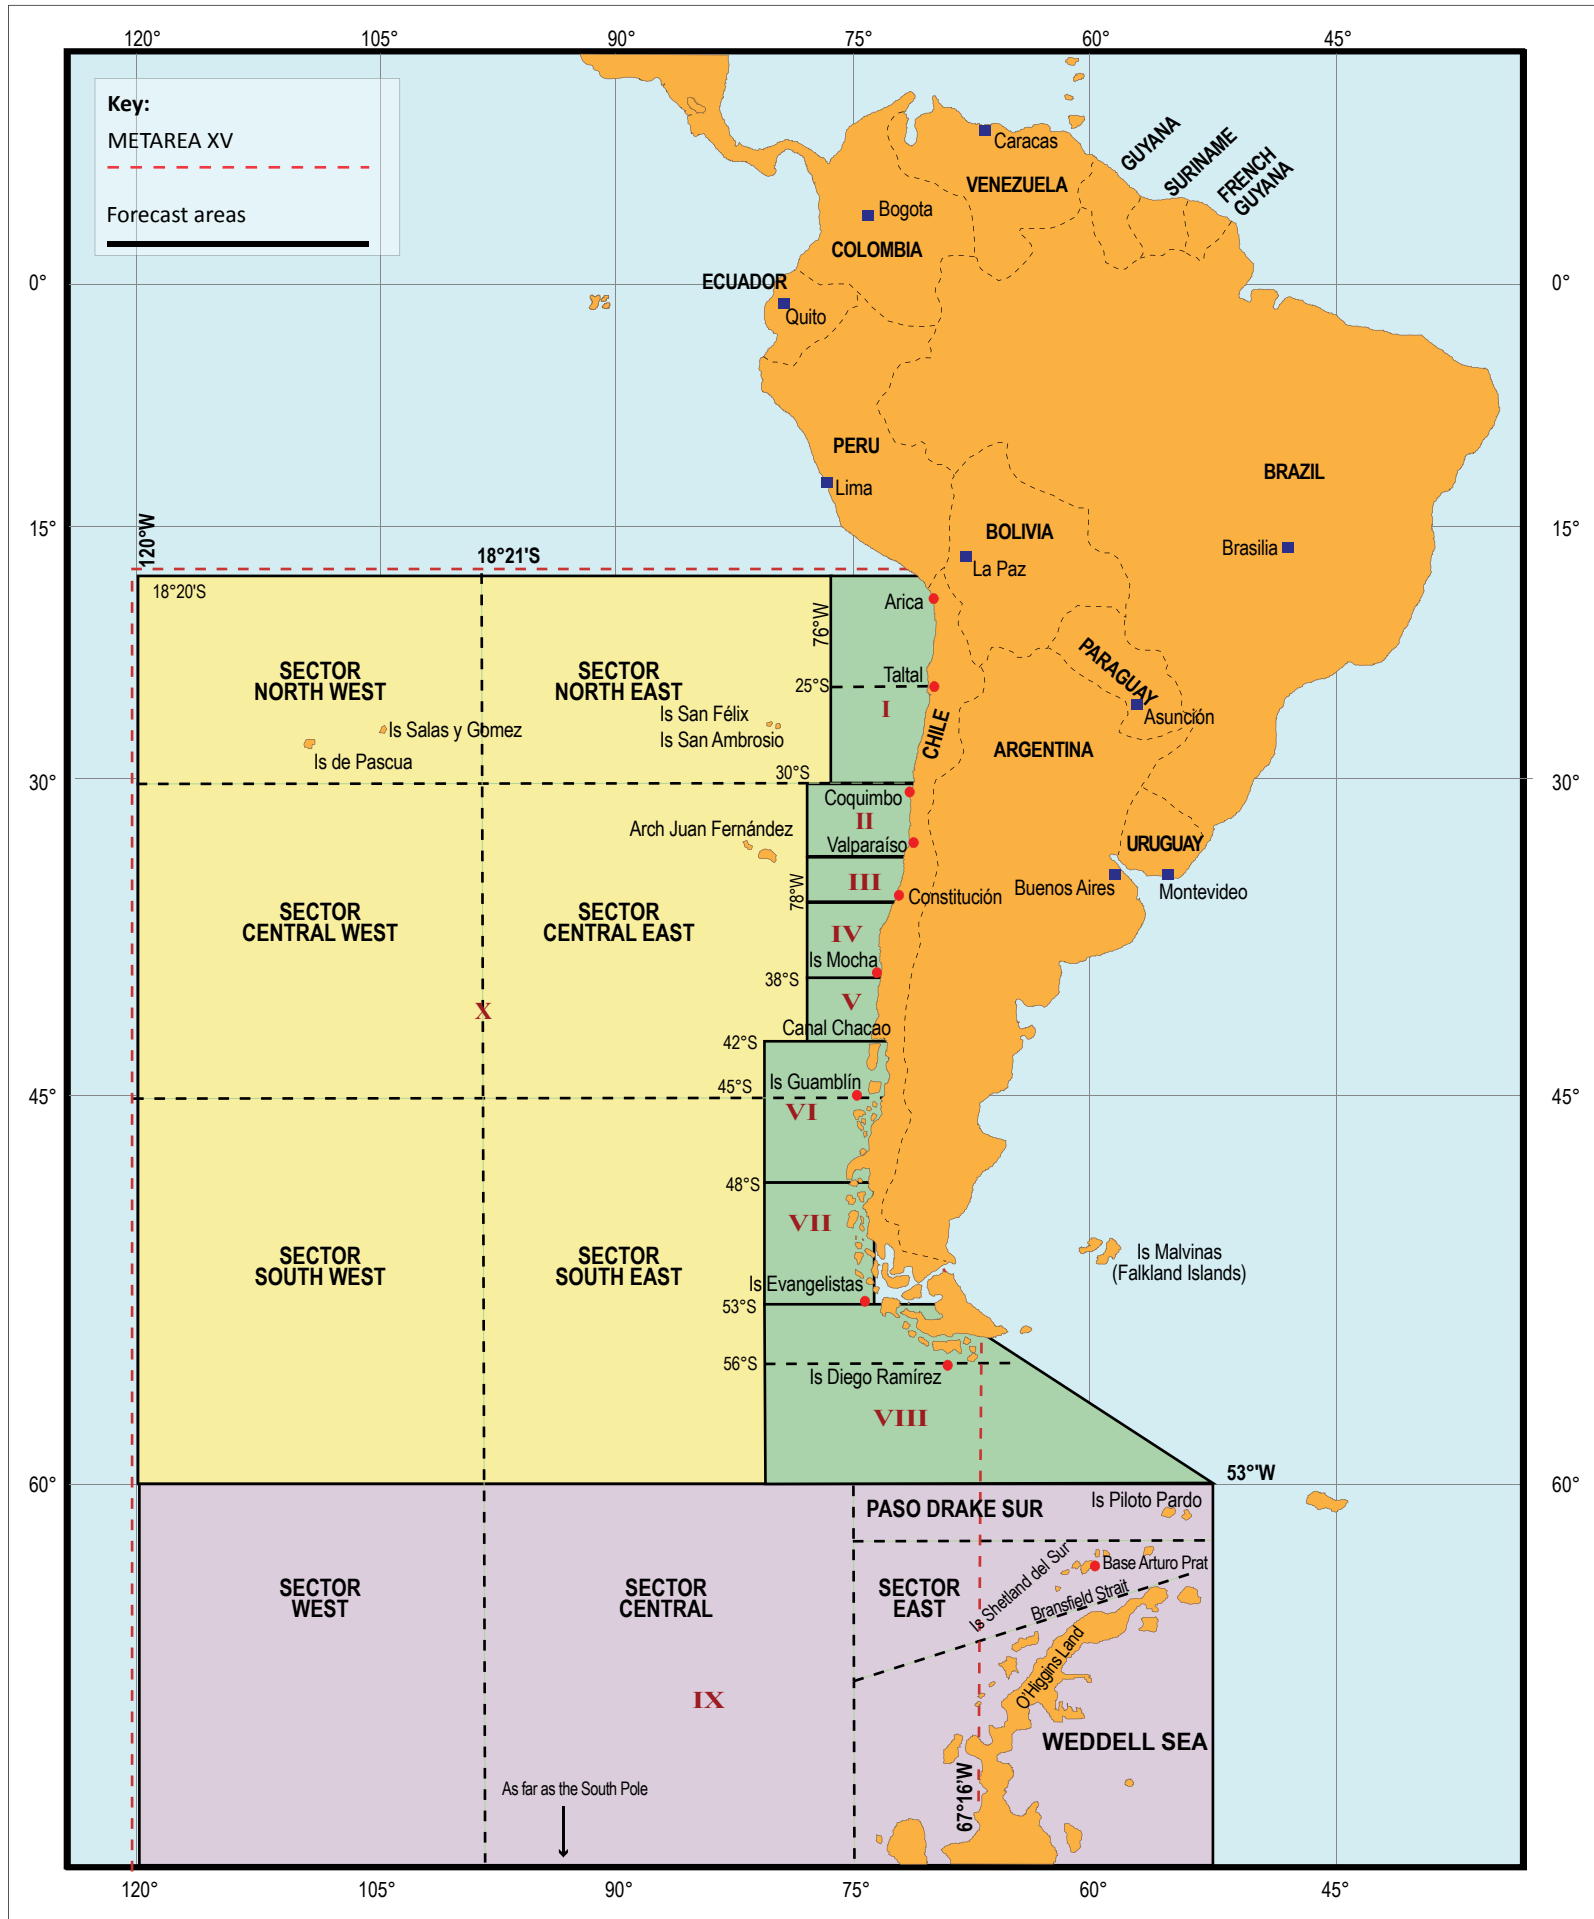 120°
105°
90°
75°
60°
45°
Key:
METAREA XV
Forecast areas
Caracas
GUYANA
SURINAME
FRENCH
GUYANA
VENEZUELA
Bogota
COLOMBIA
ECUADOR
0°
0°
Quito
PERU
Lima
BRAZIL
15°
15°
BOLIVIA
Brasilia
La Paz
120°W
18°21'S
18°20'S
Arica
76°W
SECTOR
NORTH WEST
SECTOR
NORTH EAST
Taltal
25°S
I
PARAGUAY
Asunción
Is San Félix
Is San Ambrosio
Is Salas y Gomez
Is de Pascua
CHILE
ARGENTINA
30°S
30°
30°
Coquimbo
II
Valparaíso
Arch Juan Fernández
URUGUAY
Buenos Aires
Montevideo
78°W
III
Constitución
SECTOR
CENTRAL WEST
SECTOR
CENTRAL EAST
IV
Is Mocha
38°S
V
X
Canal Chacao
42°S
Is Guamblín
45°S
45°
45°
VI
48°S
VII
SECTOR
SOUTH WEST
SECTOR
SOUTH EAST
Is Malvinas
(Falkland Islands)
Is Evangelistas
53°S
56°S
Is Diego Ramírez
VIII
53°'W
60°
60°
PASO DRAKE SUR
Is Piloto Pardo
Base Arturo Prat
Is Shetland del Sur
Bransfield Strait
SECTOR
WEST
SECTOR
CENTRAL
SECTOR
EAST
O'Higgins Land
IX
WEDDELL SEA
67°16'W
As far as the South Pole
120°
105°
90°
75°
60°
45°